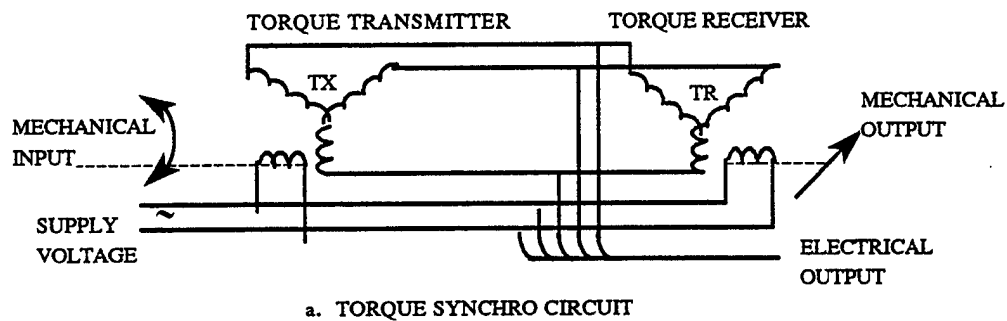 TORQUE TRANSMITTER
TORQUE RECEIVER
TX
TR
MECHANICAL
INPUT
MECHANICAL
OUTPUT
~
SUPPLY
VOLTAGE
ELECTRICAL
OUTPUT
a. TORQUE SYNCHRO CIRCUIT